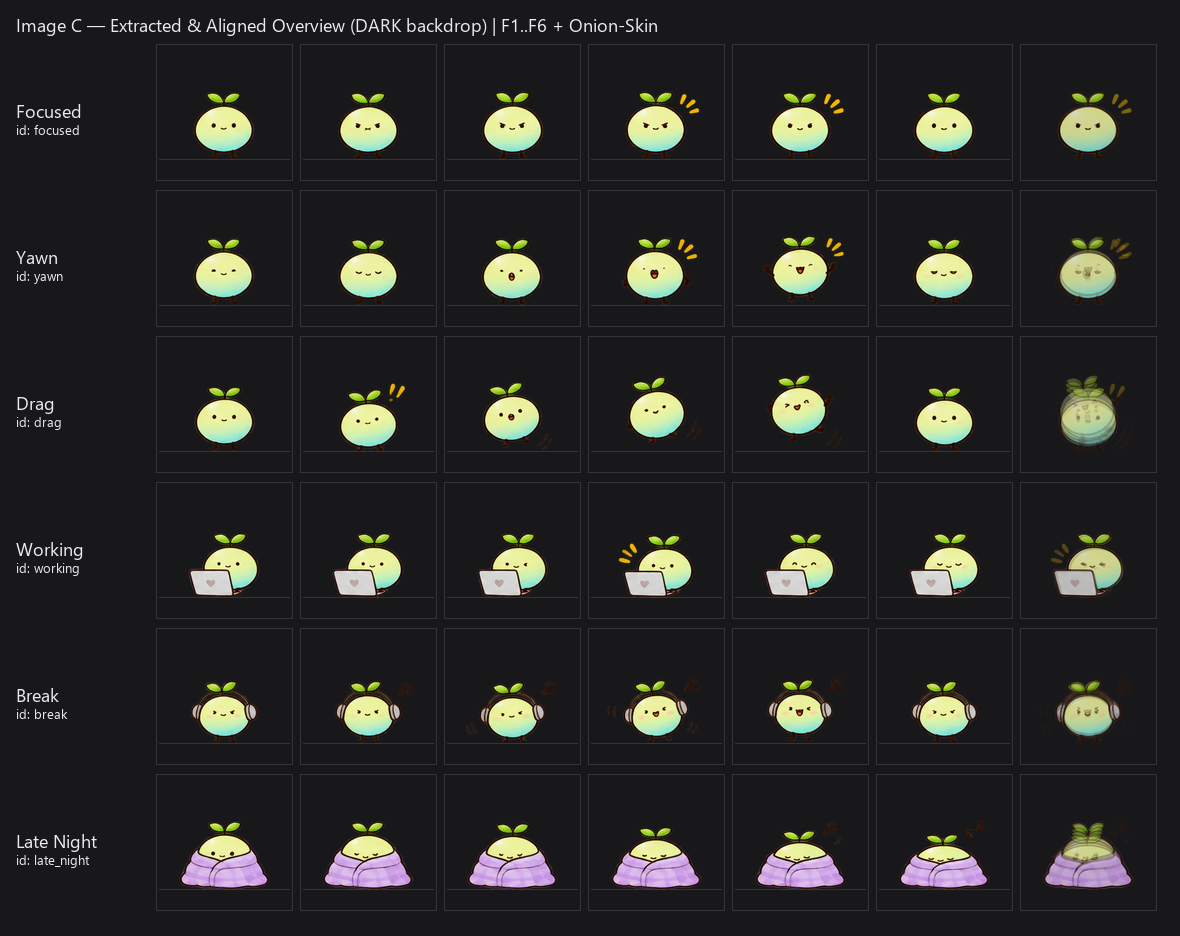 Image C — Extracted & Aligned Overview (DARK backdrop) | F1..F6 + Onion-Skin
Focused
id: focused
Yawn
id: yawn
Drag
id: drag
Working
id: working
Break
id: break
Late Night
id: late_night